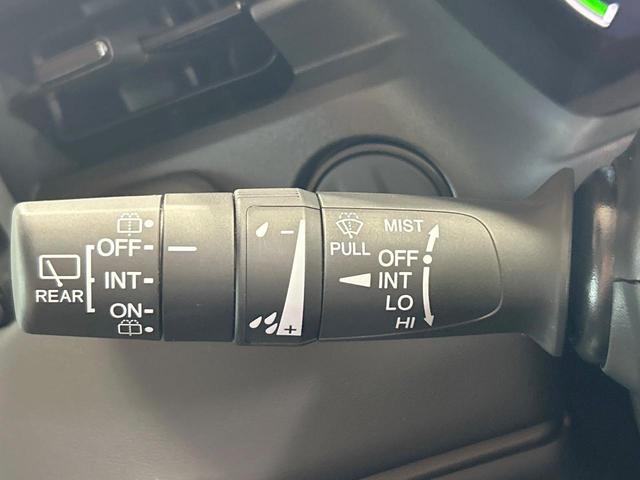 REAR
OFF
INT
ON
-
+
PULL
MIST
OFF
INT
LO
HI